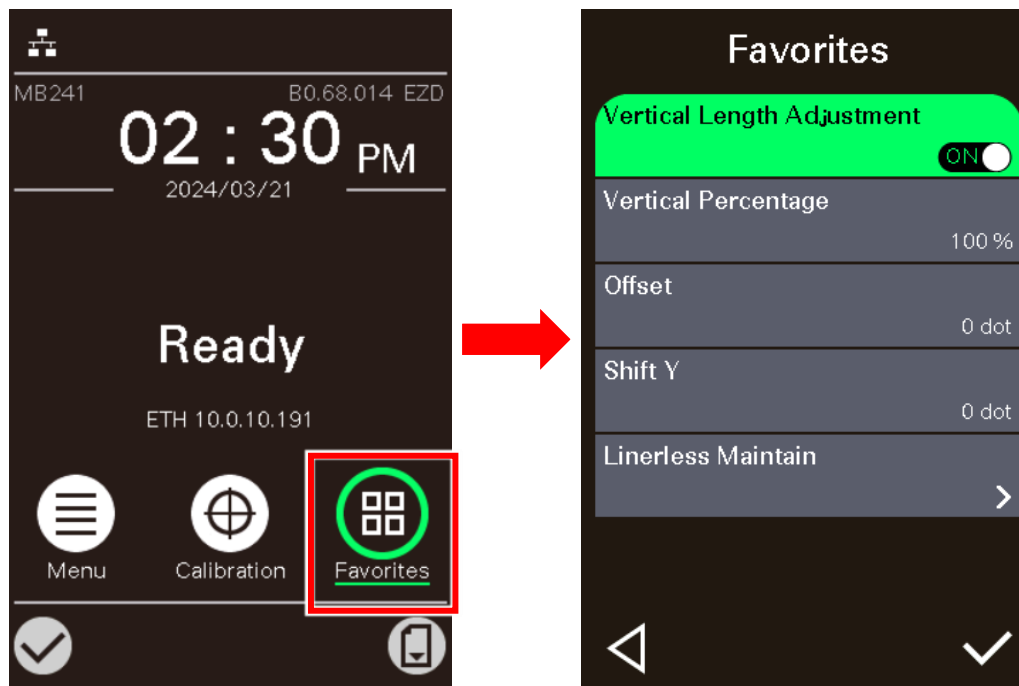 MB241 B0.68.014 EZD
02 : 30 PM
2024/03/21
Ready
ETH 10.0.10.191
Menu Calibration Favorites
Favorites
Vertical Length Adjustment
ON
Vertical Percentage
100 %
Offset
0 dot
Shift Y
0 dot
Linerless Maintain